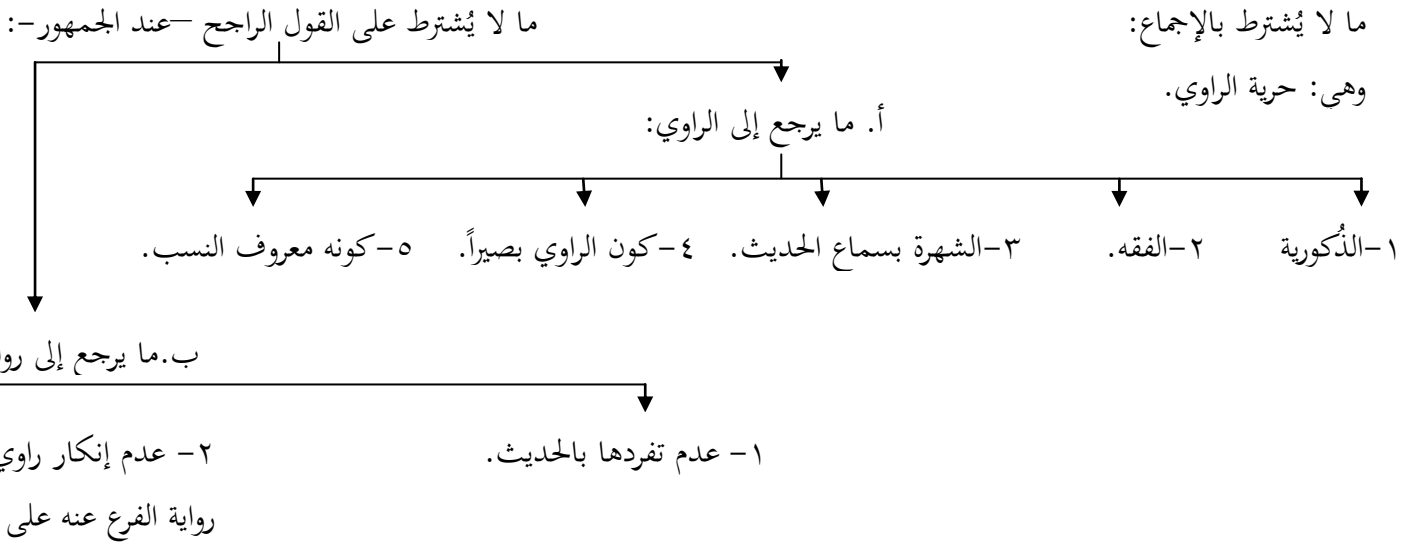 ما لا يُشترط بالإجماع:
ما لا يُشترط على القول الراجح –عند الجمهور-:
وهى: حرية الراوي.
أ. ما يرجع إلى الراوي:
١-الذُكورية ٢-الفقه. ٣-الشهرة بسماع الحديث. ٤-كون الراوي بصيراً. ٥-كونه معروف النسب.
ب.ما يرجع إلى
١- عدم تفردها بالحديث. ٢- عدم إنكار راوي
رواية الفرع عنه على